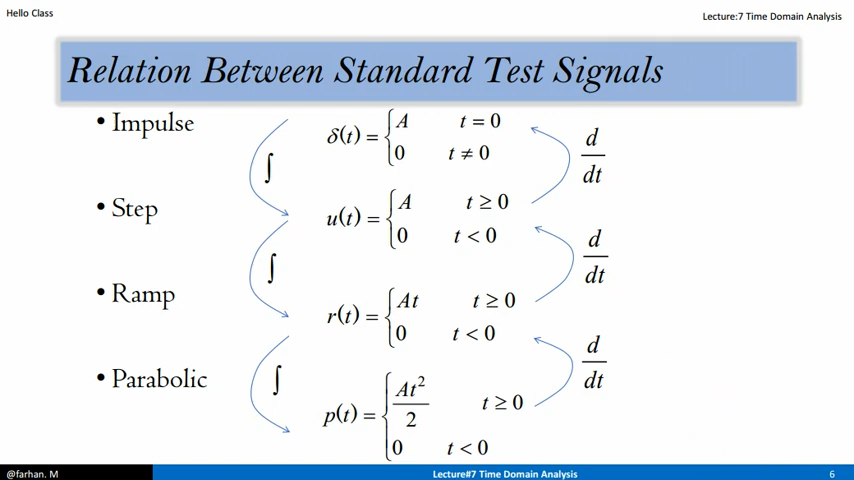 Hello Class
Lecture:7 Time Domain Analysis
Relation Between Standard Test Signals
• Impulse
δ(t) = { A t = 0
0 t ≠ 0
∫
d/dt
• Step
u(t) = { A t ≥ 0
0 t < 0
∫
d/dt
• Ramp
r(t) = { At t ≥ 0
0 t < 0
∫
d/dt
• Parabolic
p(t) = { At²/2 t ≥ 0
0 t < 0
@farhan. M
Lecture#7 Time Domain Analysis
6